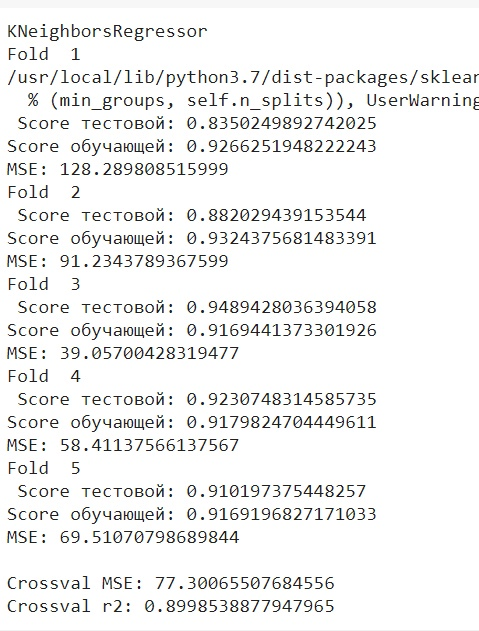 KNeighborsRegressor
Fold  1
/usr/local/lib/python3.7/dist-packages/sklear
  % (min_groups, self.n_splits)), UserWarning
 Score тестовой: 0.8350249892742025
Score обучающей: 0.9266251948222243
MSE: 128.289808515999
Fold  2
 Score тестовой: 0.882029439153544
Score обучающей: 0.9324375681483391
MSE: 91.2343789367599
Fold  3
 Score тестовой: 0.9489428036394058
Score обучающей: 0.9169441373301926
MSE: 39.05700428319477
Fold  4
 Score тестовой: 0.9230748314585735
Score обучающей: 0.9179824704449611
MSE: 58.41137566137567
Fold  5
 Score тестовой: 0.910197375448257
Score обучающей: 0.9169196827171033
MSE: 69.51070798689844

Crossval MSE: 77.30065507684556
Crossval r2: 0.8998538877947965